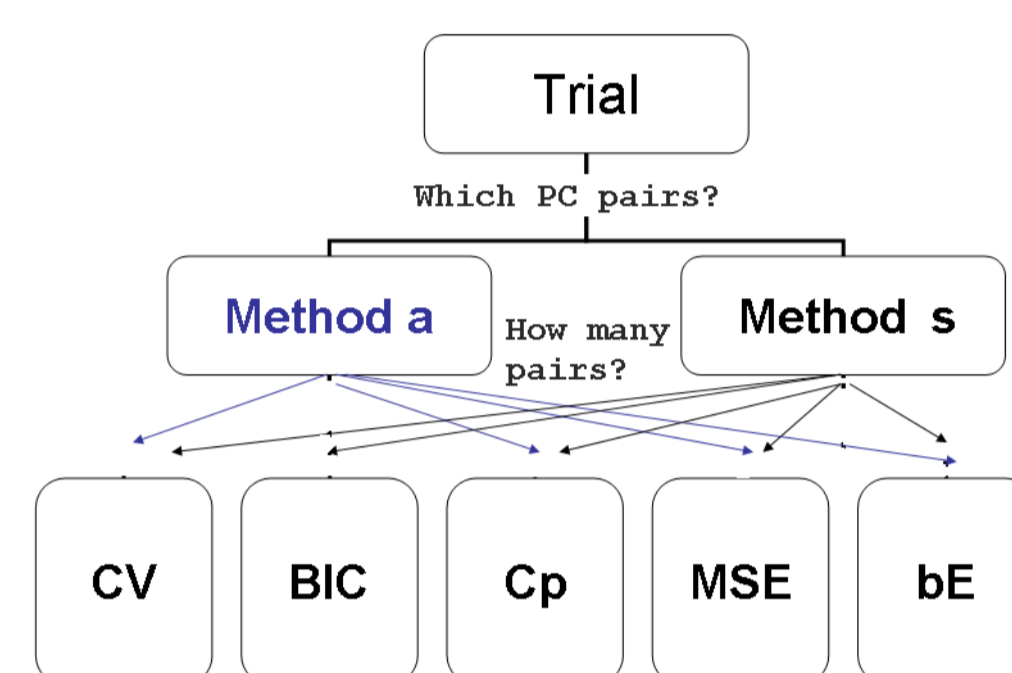 Trial
Which PC pairs?
Method a
How many
pairs?
Method s
CV
BIC
Cp
MSE
bE